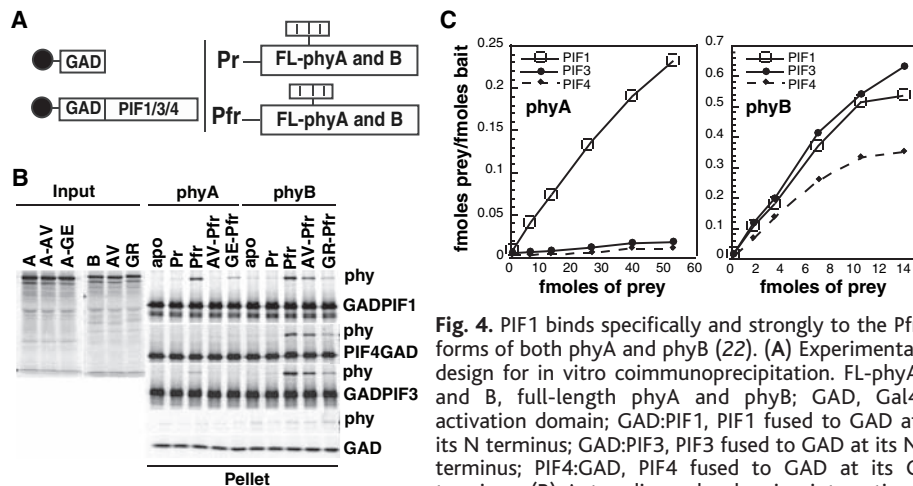 A
GAD
GAD PIF1/3/4
Pr
FL-phyA and B
Pfr
FL-phyA and B
B
Input
phyA
phyB
A
A-AV
A-GE
B
AV
GR
apo
Pr
Pfr
AV-Pfr
GE-Pfr
apo
Pr
Pfr
AV-Pfr
GR-Pfr
phy
GADPIF1
phy
PIF4GAD
phy
GADPIF3
phy
GAD
Pellet
C
fmoles prey/fmoles bait
0.25
0.2
0.15
0.1
0.05
0
PIF1
PIF3
PIF4
phyA
0 10 20 30 40 50 60
fmoles of prey
0.7
0.6
0.4
0.3
0.2
0.1
0
PIF1
PIF3
PIF4
phyB
0 2 4 6 8 10 12 14
fmoles of prey
Fig. 4. PIF1 binds specifically and strongly to the Pfr
forms of both phyA and phyB (22). (A) Experimenta
design for in vitro coimmunoprecipitation. FL-phyA
and B, full-length phyA and phyB; GAD, Gal4
activation domain; GAD:PIF1, PIF1 fused to GAD at
its N terminus; GAD:PIF3, PIF3 fused to GAD at its N
terminus; PIF4:GAD, PIF4 fused to GAD at its C